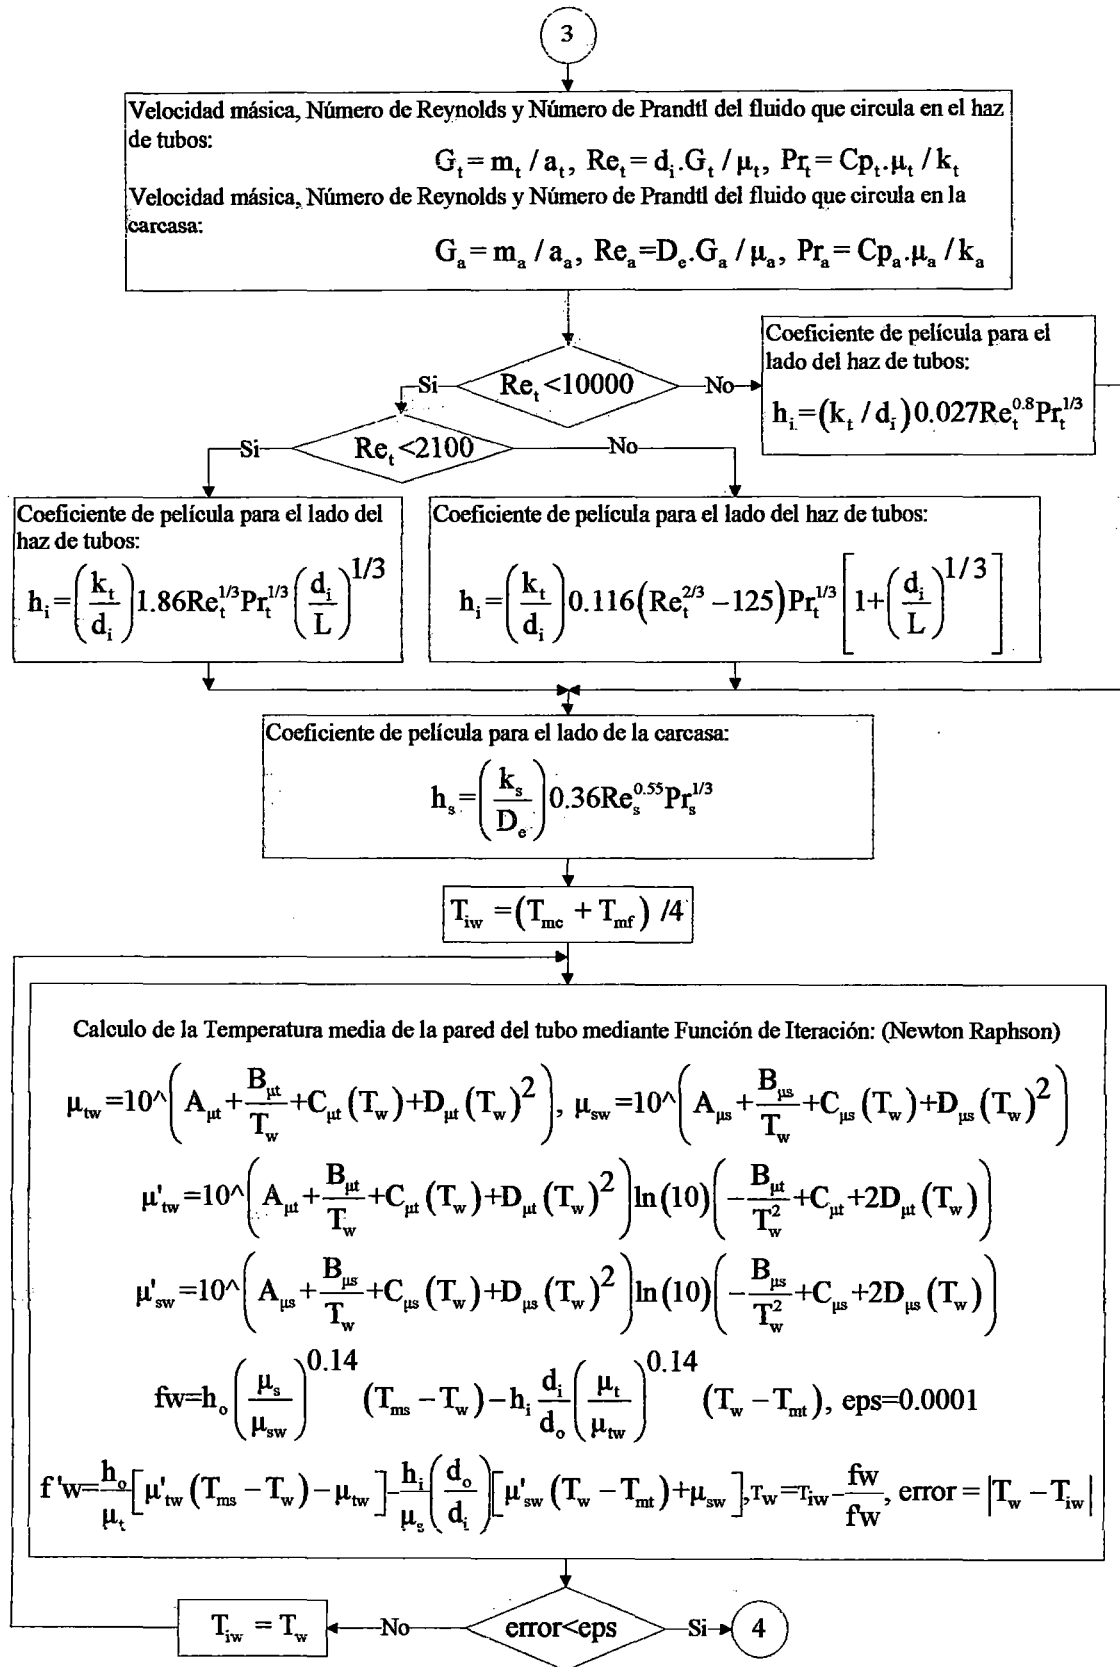 3
Velocidad másica, Número de Reynolds y Número de Prandtl del fluido que circula en el haz
de tubos:
G_t = m_t / a_t, Re_t = d_i.G_t / μ_t, Pr_t = Cp_t.μ_t / k_t
Velocidad másica, Número de Reynolds y Número de Prandtl del fluido que circula en la
carcasa:
G_a = m_a / a_a, Re_a = D_e.G_a / μ_a, Pr_a = Cp_a.μ_a / k_a
Si
Re_t <10000
No
Coeficiente de película para el
lado del haz de tubos:
h_i = (k_t / d_i) 0.027Re_t^0.8 Pr_t^1/3
Si
Re_t <2100
No
Coeficiente de película para el lado del
haz de tubos:
h_i = (k_t/d_i) 1.86Re_t^1/3 Pr_t^1/3 (d_i/L)^1/3
Coeficiente de película para el lado del haz de tubos:
h_i = (k_t/d_i) 0.116(Re_t^2/3 −125)Pr_t^1/3 [1+(d_i/L)^1/3]
Coeficiente de película para el lado de la carcasa:
h_s = (k_s/D_e) 0.36Re_s^0.55 Pr_s^1/3
T_iw = (T_mc + T_mf) /4
Calculo de la Temperatura media de la pared del tubo mediante Función de Iteración: (Newton Raphson)
μ_tw =10^(A_μt + B_μt/T_w + C_μt (T_w) + D_μt (T_w)^2), μ_sw =10^(A_μs + B_μs/T_w + C_μs (T_w) + D_μs (T_w)^2)
μ'_tw =10^(A_μt + B_μt/T_w + C_μt (T_w) + D_μt (T_w)^2) ln(10)(−B_μt/T_w^2 + C_μt + 2D_μt (T_w))
μ'_sw =10^(A_μs + B_μs/T_w + C_μs (T_w) + D_μs (T_w)^2) ln(10)(−B_μs/T_w^2 + C_μs + 2D_μs (T_w))
fw=h_o (μ_s/μ_sw)^0.14 (T_ms − T_w) − h_i d_i/d_o (μ_t/μ_tw)^0.14 (T_w − T_mt), eps=0.0001
f'w= h_o/μ_t [μ'_tw (T_ms − T_w) − μ_tw] − h_i/μ_s (d_o/d_i) [μ'_sw (T_w − T_mt) + μ_sw], T_w = T_iw − fw/f'w, error = |T_w − T_iw|
T_iw = T_w
No
error<eps
Si
4